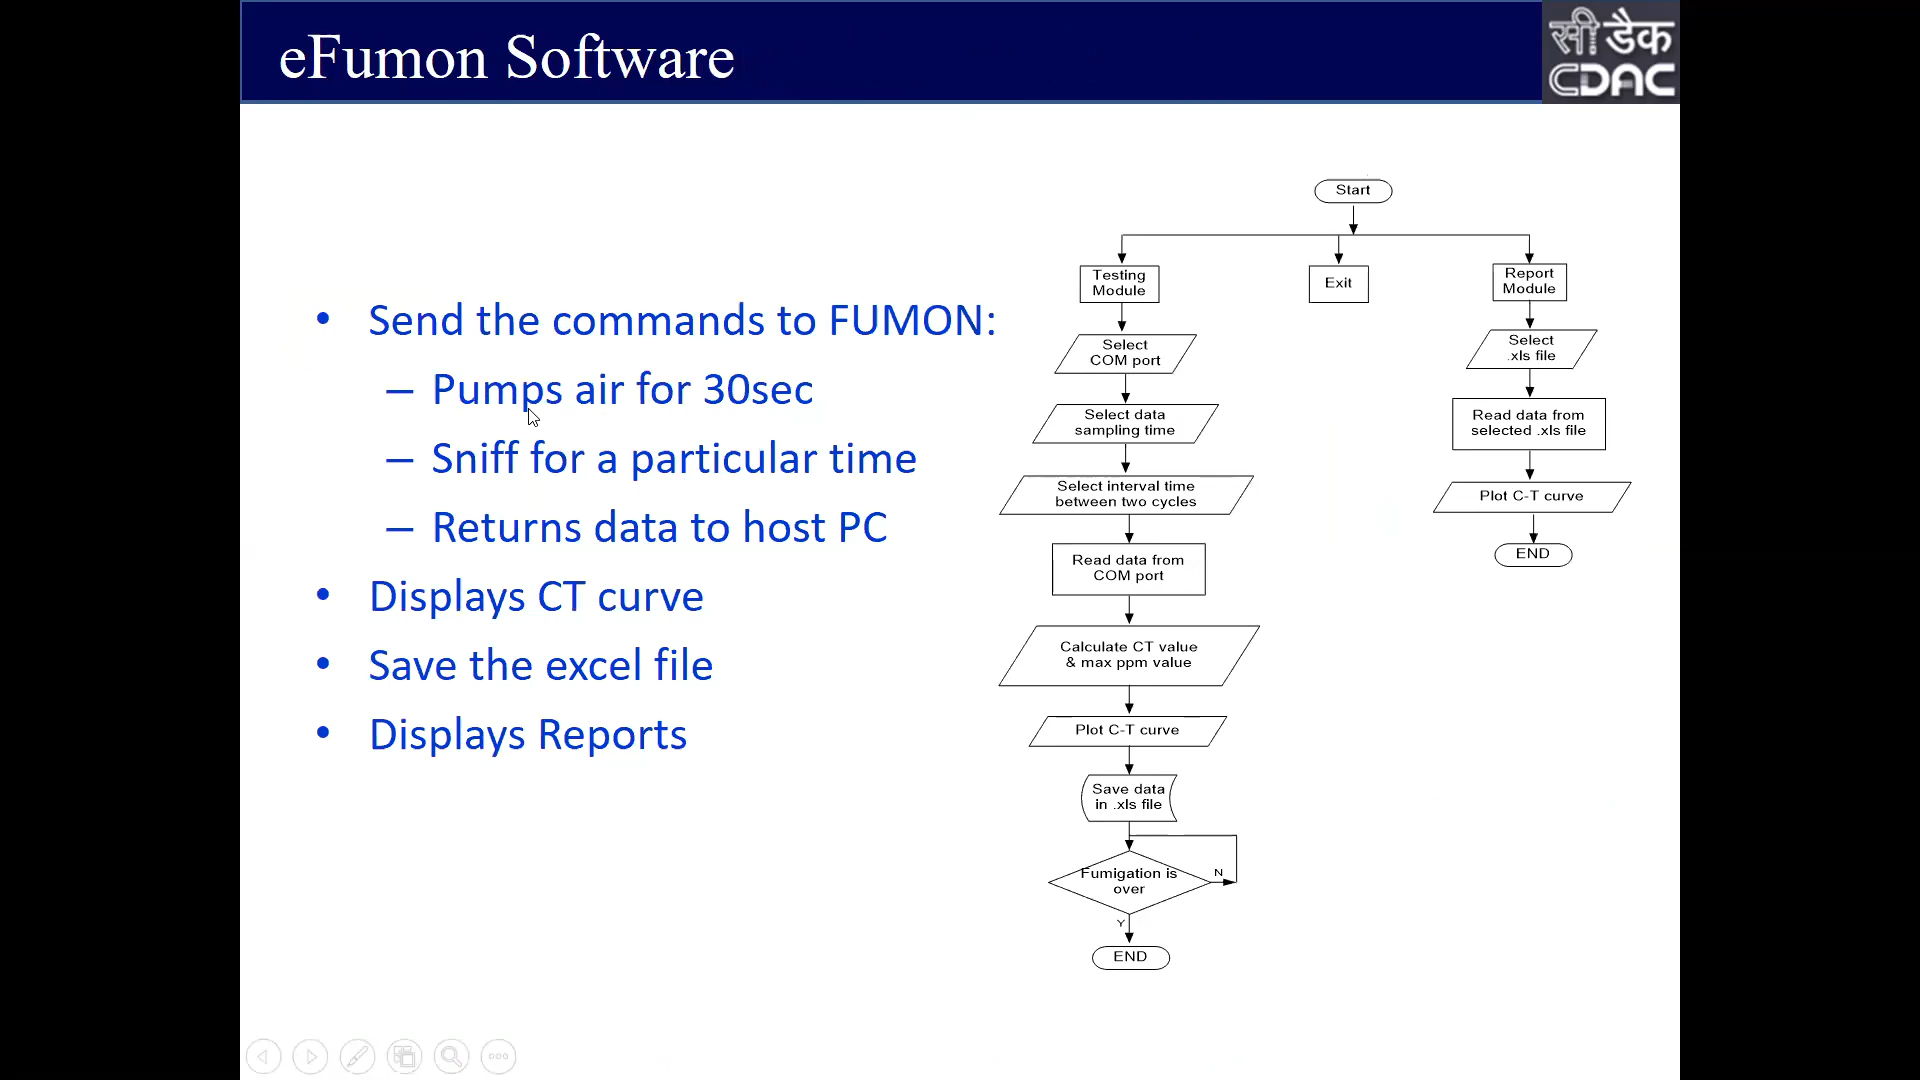 eFumon Software
सी डैक
CDAC
• Send the commands to FUMON:
– Pumps air for 30sec
– Sniff for a particular time
– Returns data to host PC
• Displays CT curve
• Save the excel file
• Displays Reports
Start
Testing
Module
Exit
Report
Module
Select
COM port
Select data
sampling time
Select interval time
between two cycles
Read data from
COM port
Calculate CT value
& max ppm value
Plot C-T curve
Save data
in .xls file
Fumigation is
over
N
Y
END
Select
.xls file
Read data from
selected .xls file
Plot C-T curve
END